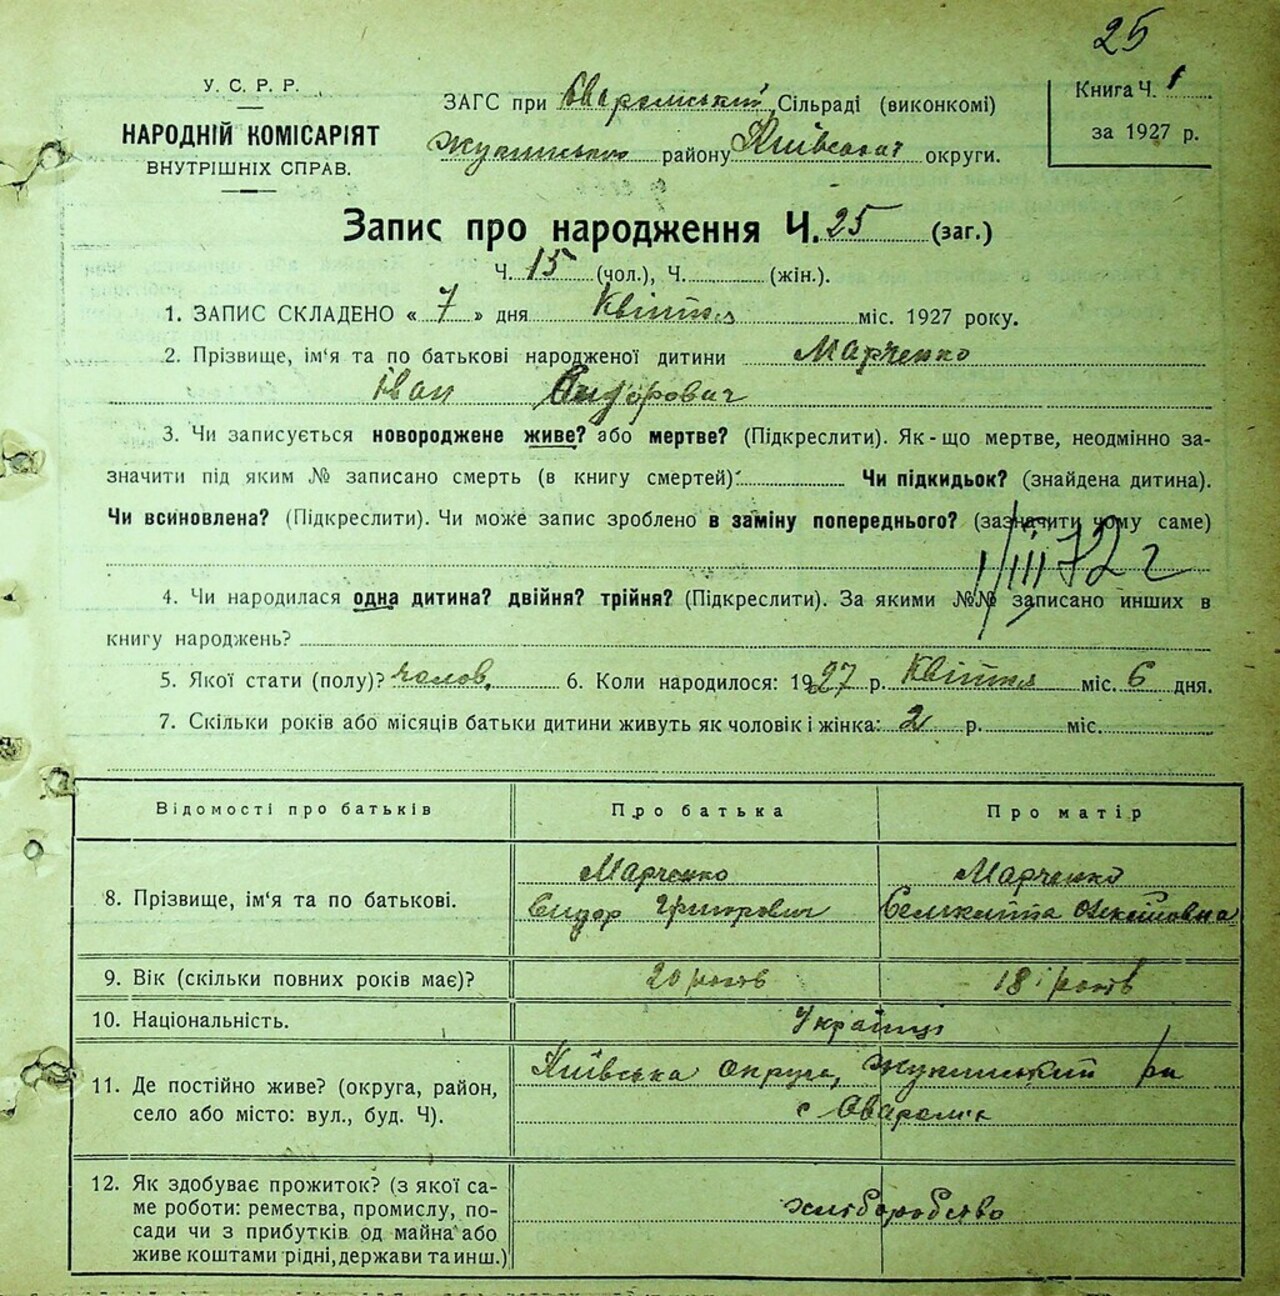 25
У. С. Р. Р.
НАРОДНІЙ КОМІСАРІЯТ
ВНУТРІШНІХ СПРАВ.
ЗАГС при Сваромський Сільраді (виконкомі)
Жукинського району Київської округи.
Книга Ч. 1
за 1927 р.
Запис про народження Ч. 25 (заг.)
Ч. 15 (чол.), Ч. (жін.).
1. ЗАПИС СКЛАДЕНО « 7 » дня Квітня міс. 1927 року.
2. Прізвище, ім'я та по батькові народженої дитини Марченко
Іван Сидорович
3. Чи записується новороджене живе? або мертве? (Підкреслити). Як-що мертве, неодмінно за-
значити під яким № записано смерть (в книгу смертей): Чи підкидьок? (знайдена дитина).
Чи всиновлена? (Підкреслити). Чи може запис зроблено в заміну попереднього? (зазначити чому саме)
1/III 72 г
4. Чи народилася одна дитина? двійня? трійня? (Підкреслити). За якими №№ записано инших в
книгу народжень?
5. Якої стати (полу)? чолов. 6. Коли народилося: 1927 р. Квітня міс. 6 дня.
7. Скільки років або місяців батьки дитини живуть як чоловік і жінка: 2 р. міс.
Відомості про батьків Про батька Про матір
8. Прізвище, ім'я та по батькові. Марченко Марченко
Сидор Григорович
9. Вік (скільки повних років має)? 20 років 18 років
10. Національність. Українці
11. Де постійно живе? (округа, район,
село або місто: вул., буд. Ч).
Київська округа, Жукинський р-н
с Сваромя
12. Як здобуває прожиток? (з якої са-
ме роботи: ремества, промислу, по-
сади чи з прибутків од майна або
живе коштами рідні, держави та инш.)
хліборобство